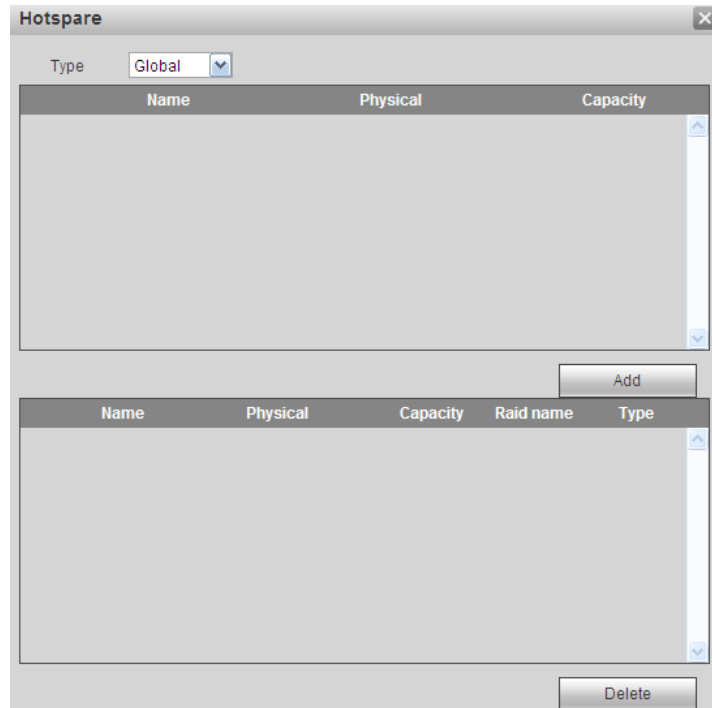 Hotspare
Type Global
Name Physical Capacity
Add
Name Physical Capacity Raid name Type
Delete